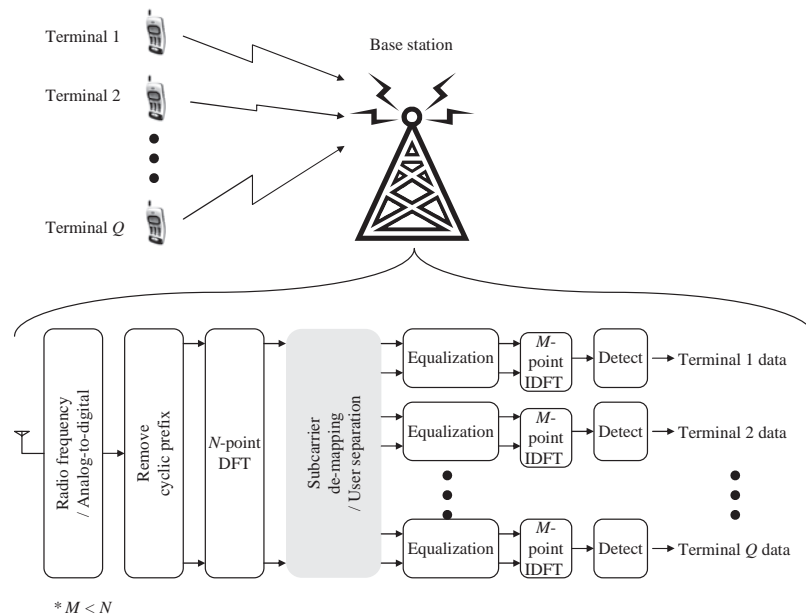 Terminal 1
Base station
Terminal 2
Terminal Q
Radio frequency
/ Analog-to-digital
Remove
cyclic prefix
N-point
DFT
Subcarrier
de-mapping
/ User separation
Equalization
M-
point
IDFT
Detect
Terminal 1 data
Equalization
M-
point
IDFT
Detect
Terminal 2 data
Equalization
M-
point
IDFT
Detect
Terminal Q data
* M < N